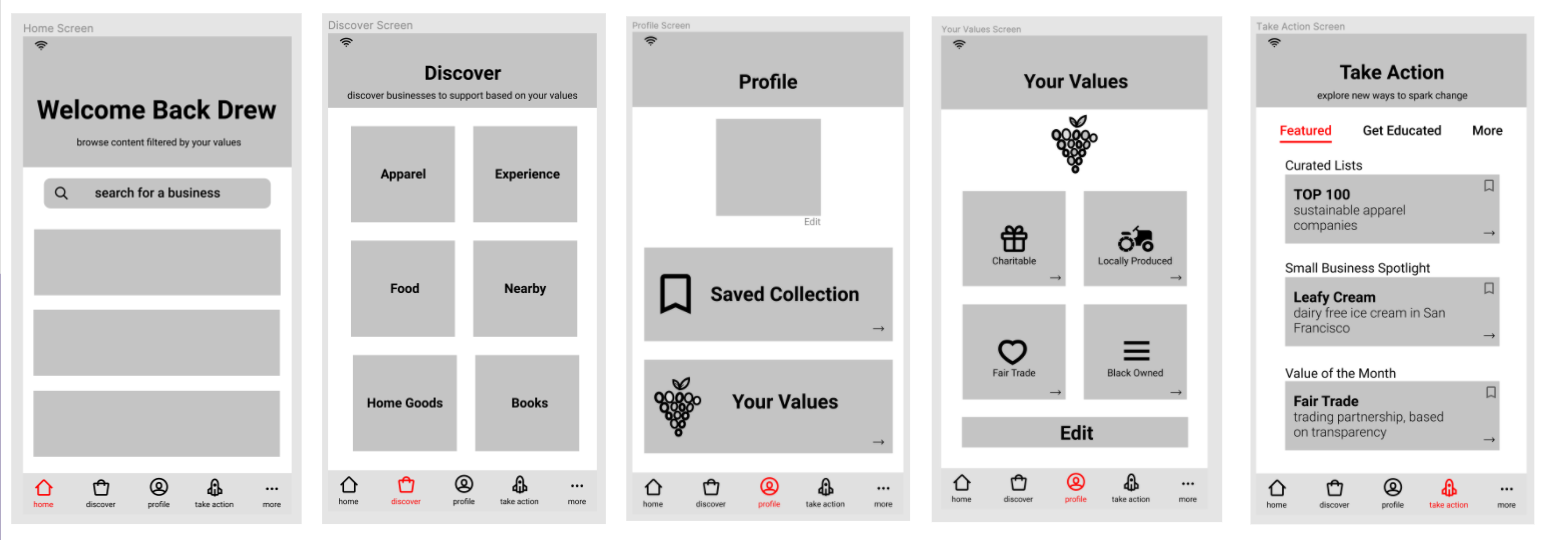 Home Screen
Welcome Back Drew
browse content filtered by your values
search for a business
home
discover
profile
take action
more
Discover Screen
Discover
discover businesses to support based on your values
Apparel
Experience
Food
Nearby
Home Goods
Books
home
discover
profile
take action
more
Profile Screen
Profile
Edit
Saved Collection
→
Your Values
→
home
discover
profile
take action
more
Your Values Screen
Your Values
Charitable
→
Locally Produced
→
Fair Trade
→
Black Owned
→
Edit
home
discover
profile
take action
more
Take Action Screen
Take Action
explore new ways to spark change
Featured
Get Educated
More
Curated Lists
TOP 100
sustainable apparel
companies
→
Small Business Spotlight
Leafy Cream
dairy free ice cream in San
Francisco
→
Value of the Month
Fair Trade
trading partnership, based
on transparency
→
home
discover
profile
take action
more